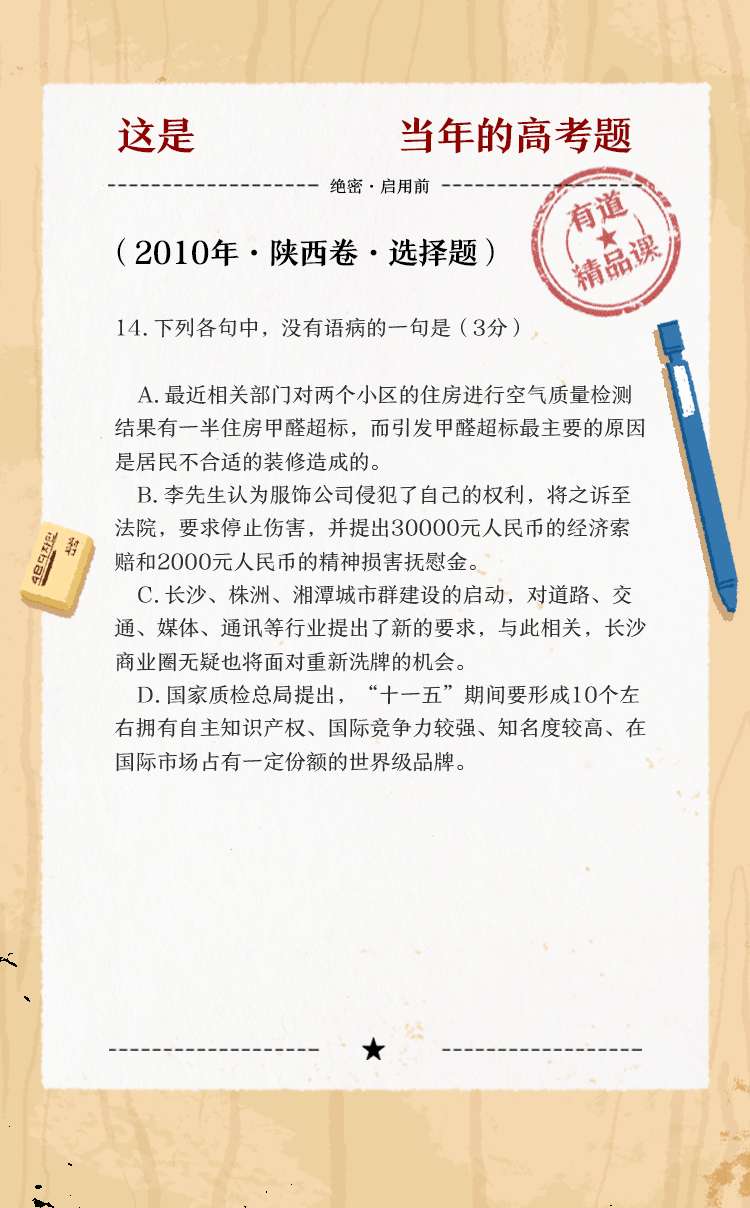 这是 当年的高考题
绝密·启用前
有道
精品课
（2010年·陕西卷·选择题）
14.下列各句中，没有语病的一句是（3分）
A.最近相关部门对两个小区的住房进行空气质量检测
结果有一半住房甲醛超标，而引发甲醛超标最主要的原因
是居民不合适的装修造成的。
B.李先生认为服饰公司侵犯了自己的权利，将之诉至
法院，要求停止伤害，并提出30000元人民币的经济索
赔和2000元人民币的精神损害抚慰金。
C.长沙、株洲、湘潭城市群建设的启动，对道路、交
通、媒体、通讯等行业提出了新的要求，与此相关，长沙
商业圈无疑也将面对重新洗牌的机会。
D.国家质检总局提出，“十一五”期间要形成10个左
右拥有自主知识产权、国际竞争力较强、知名度较高、在
国际市场占有一定份额的世界级品牌。